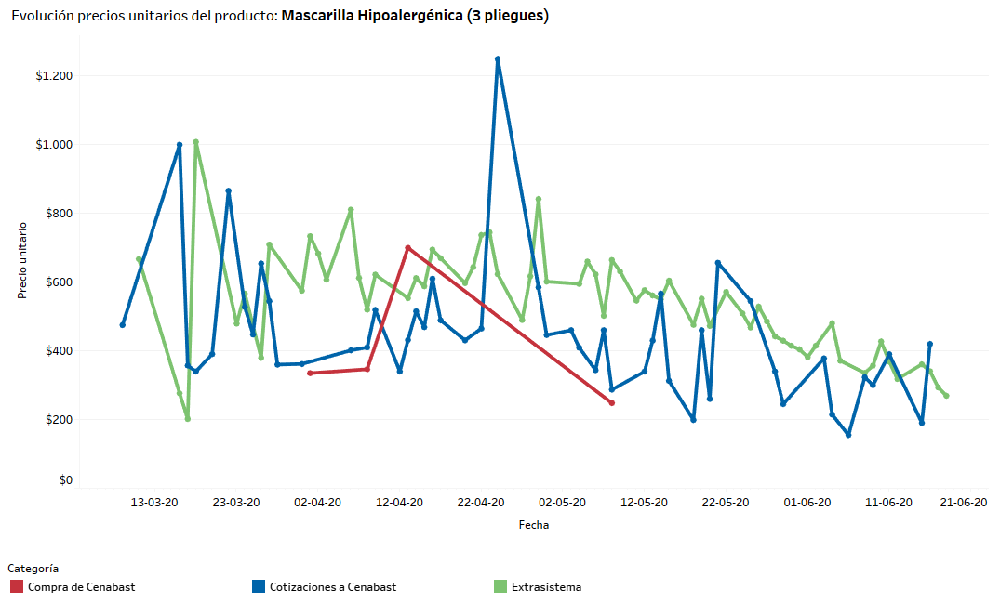 Evolución precios unitarios del producto: Mascarilla Hipoalergénica (3 pliegues)
Precio unitario
$1.200
$1.000
$800
$600
$400
$200
$0
13-03-20 23-03-20 02-04-20 12-04-20 22-04-20 02-05-20 12-05-20 22-05-20 01-06-20 11-06-20 21-06-20
Fecha
Categoría
Compra de Cenabast Cotizaciones a Cenabast Extrasistema